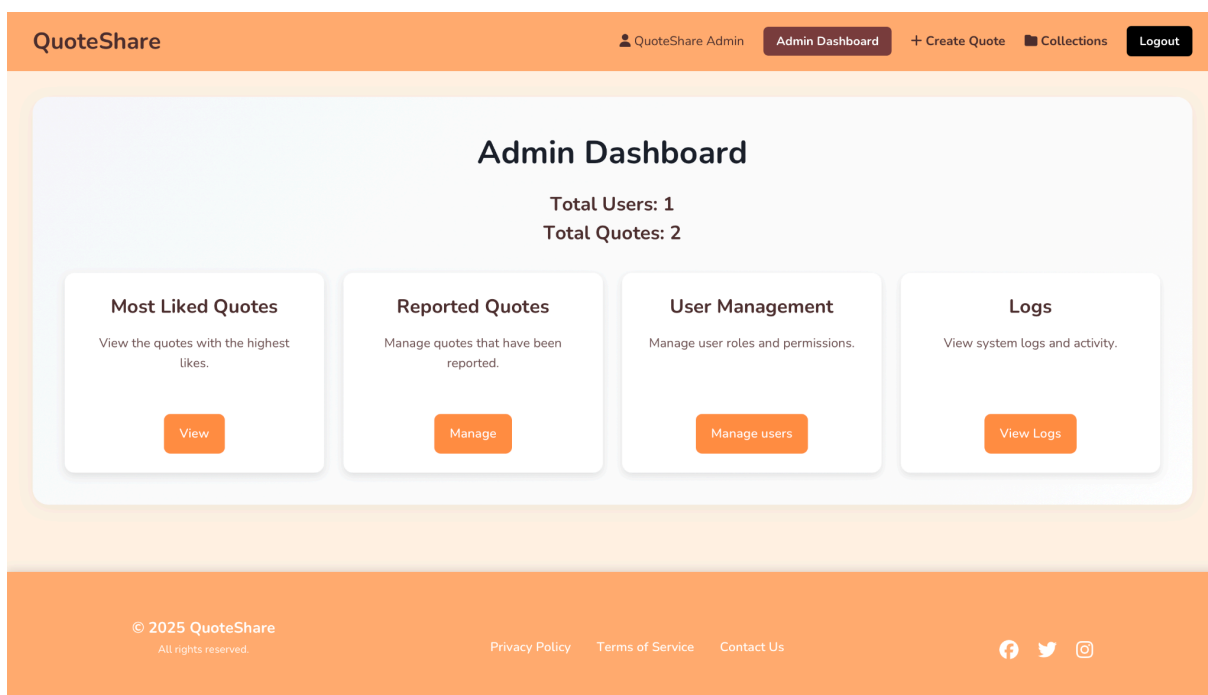 QuoteShare
QuoteShare Admin
Admin Dashboard
+ Create Quote
Collections
Logout
Admin Dashboard
Total Users: 1
Total Quotes: 2
Most Liked Quotes
View the quotes with the highest
likes.
View
Reported Quotes
Manage quotes that have been
reported.
Manage
User Management
Manage user roles and permissions.
Manage users
Logs
View system logs and activity.
View Logs
© 2025 QuoteShare
All rights reserved.
Privacy Policy
Terms of Service
Contact Us